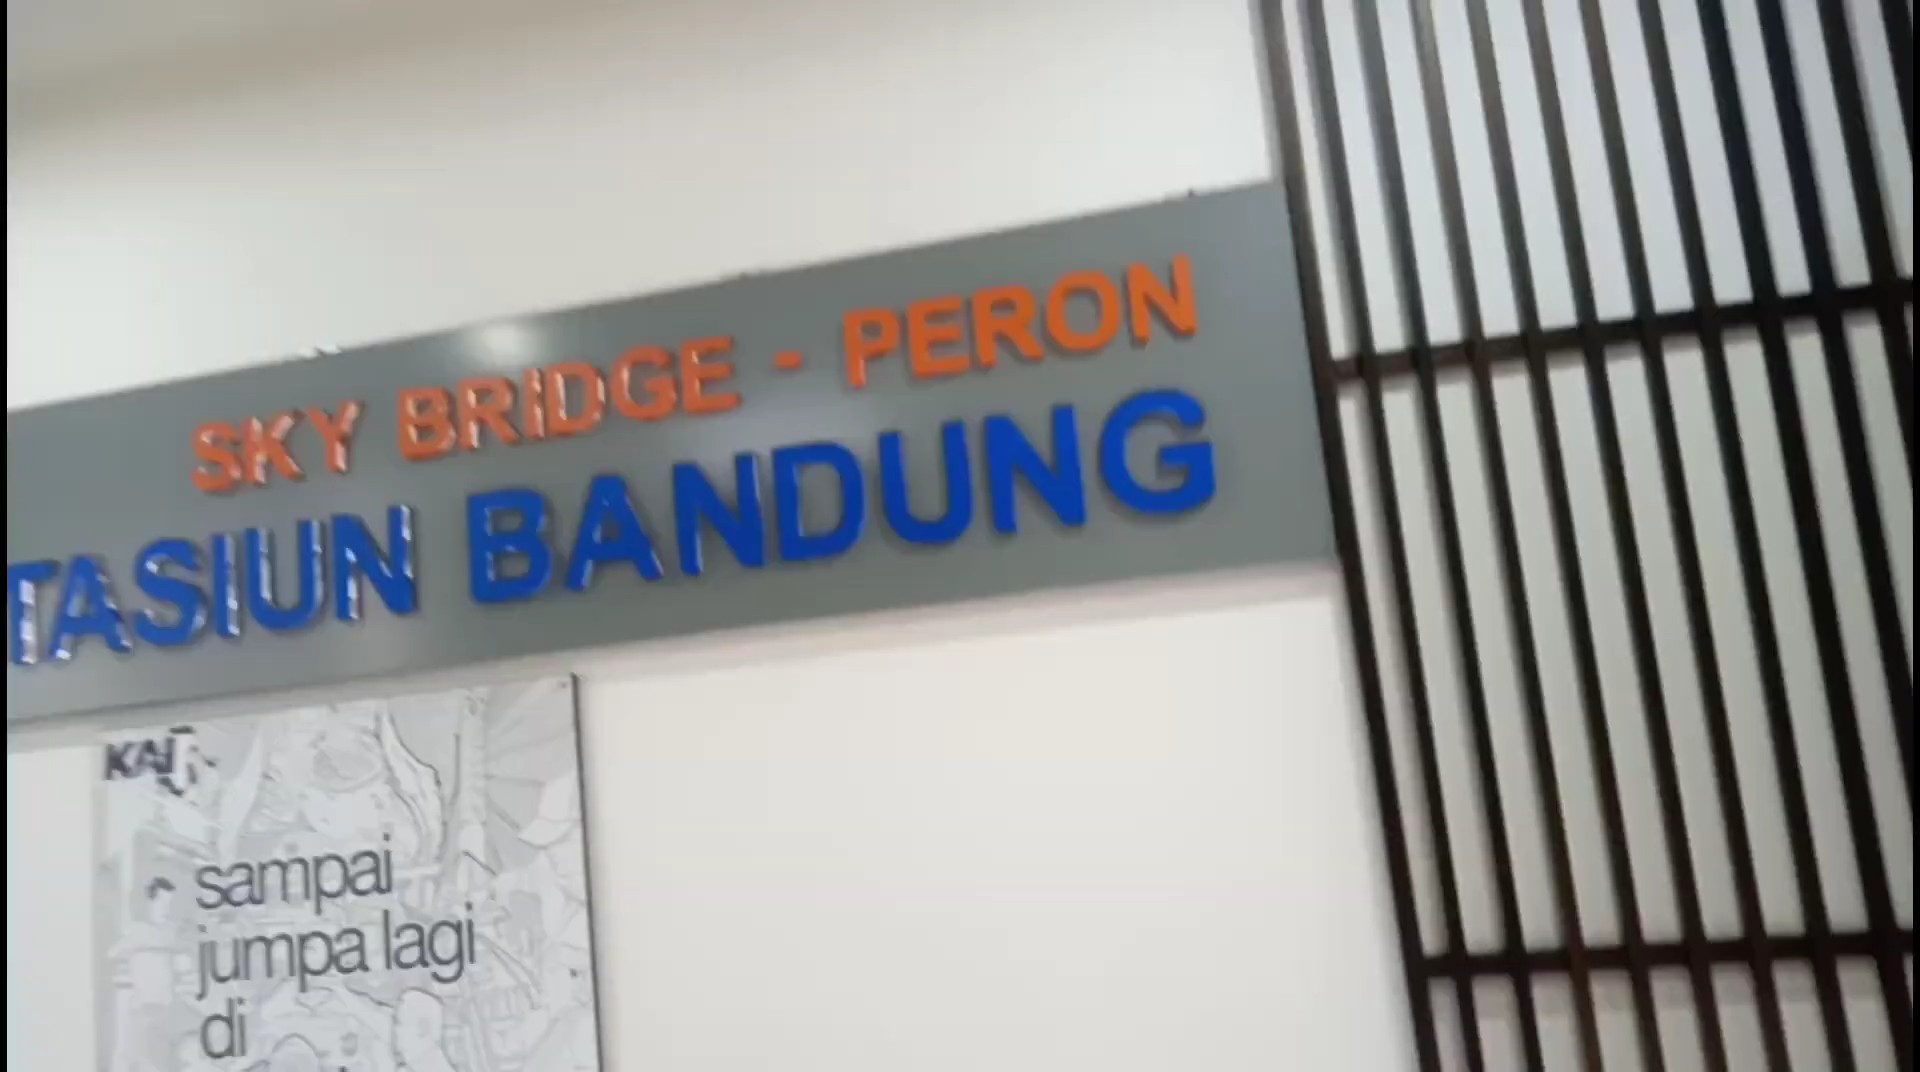 SKY BRIDGE - PERON
TASIUN BANDUNG
KAI
sampai
jumpa lagi
di